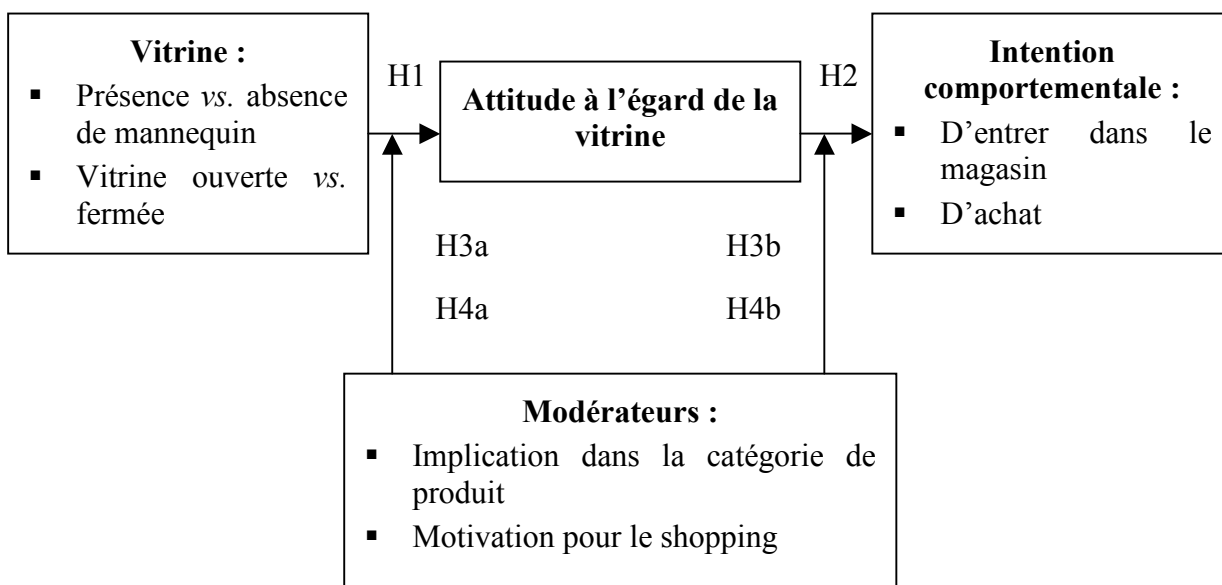 Vitrine :
▪ Présence vs. absence
de mannequin
▪ Vitrine ouverte vs.
fermée
H1
Attitude à l’égard de la
vitrine
H2
Intention
comportementale :
▪ D’entrer dans le
magasin
▪ D’achat
H3a
H3b
H4a
H4b
Modérateurs :
▪ Implication dans la catégorie de
produit
▪ Motivation pour le shopping